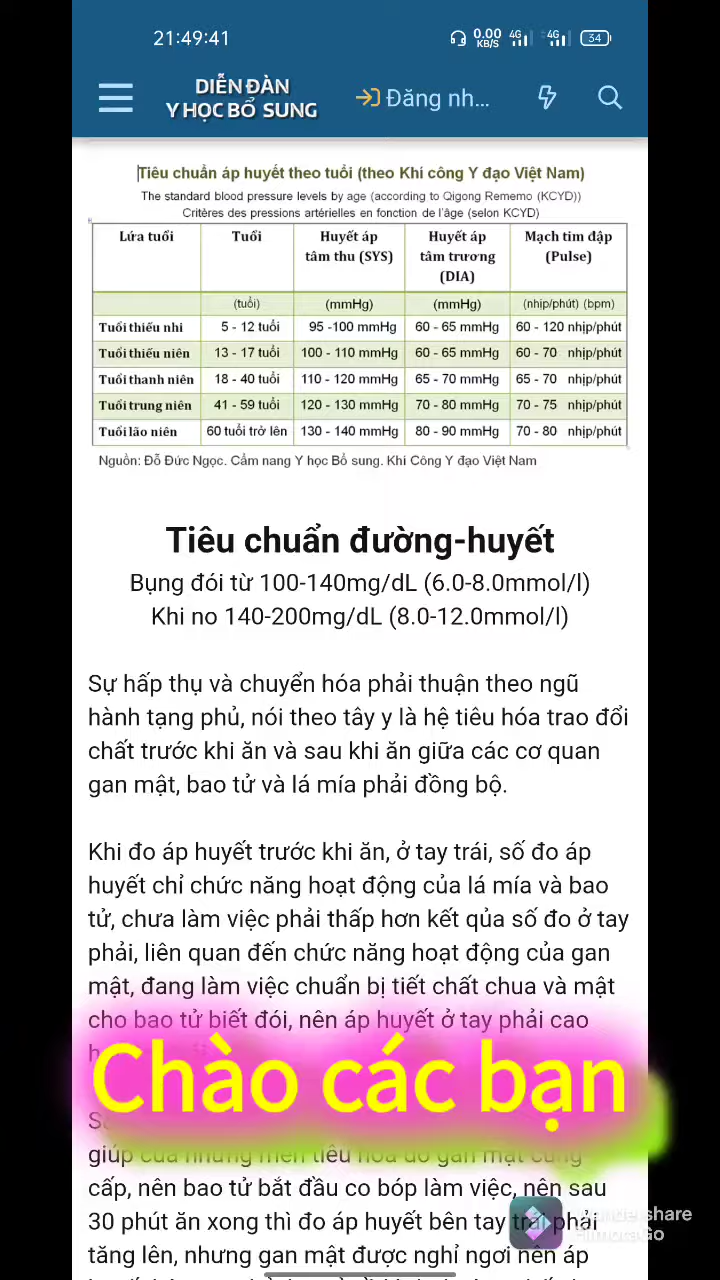 21:49:41
0.00 KB/S 4G 4G 34
DIỄN ĐÀN
Y HỌC BỔ SUNG
Đăng nh...
Tiêu chuẩn áp huyết theo tuổi (theo Khí công Y đạo Việt Nam)
The standard blood pressure levels by age (according to Qigong Rememo (KCYD))
Critères des pressions artérielles en fonction de l'âge (selon KCYD)
Lứa tuổi Tuổi Huyết áp tâm thu (SYS) Huyết áp tâm trương (DIA) Mạch tim đập (Pulse)
(tuổi) (mmHg) (mmHg) (nhịp/phút) (bpm)
Tuổi thiếu nhi 5 - 12 tuổi 95 -100 mmHg 60 - 65 mmHg 60 - 120 nhịp/phút
Tuổi thiếu niên 13 - 17 tuổi 100 - 110 mmHg 60 - 65 mmHg 60 - 70 nhịp/phút
Tuổi thanh niên 18 - 40 tuổi 110 - 120 mmHg 65 - 70 mmHg 65 - 70 nhịp/phút
Tuổi trung niên 41 - 59 tuổi 120 - 130 mmHg 70 - 80 mmHg 70 - 75 nhịp/phút
Tuổi lão niên 60 tuổi trở lên 130 - 140 mmHg 80 - 90 mmHg 70 - 80 nhịp/phút
Nguồn: Đỗ Đức Ngọc. Cẩm nang Y học Bổ sung. Khí Công Y đạo Việt Nam
Tiêu chuẩn đường-huyết
Bụng đói từ 100-140mg/dL (6.0-8.0mmol/l)
Khi no 140-200mg/dL (8.0-12.0mmol/l)
Sự hấp thụ và chuyển hóa phải thuận theo ngũ
hành tạng phủ, nói theo tây y là hệ tiêu hóa trao đổi
chất trước khi ăn và sau khi ăn giữa các cơ quan
gan mật, bao tử và lá mía phải đồng bộ.
Khi đo áp huyết trước khi ăn, ở tay trái, số đo áp
huyết chỉ chức năng hoạt động của lá mía và bao
tử, chưa làm việc phải thấp hơn kết qủa số đo ở tay
phải, liên quan đến chức năng hoạt động của gan
mật, đang làm việc chuẩn bị tiết chất chua và mật
cho bao tử biết đói, nên áp huyết ở tay phải cao
Chào các bạn
giúp của những men tiêu hóa do gan mật cung
cấp, nên bao tử bắt đầu co bóp làm việc, nên sau
30 phút ăn xong thì đo áp huyết bên tay trái phải
tăng lên, nhưng gan mật được nghỉ ngơi nên áp
Wondershare
FilmoraGo